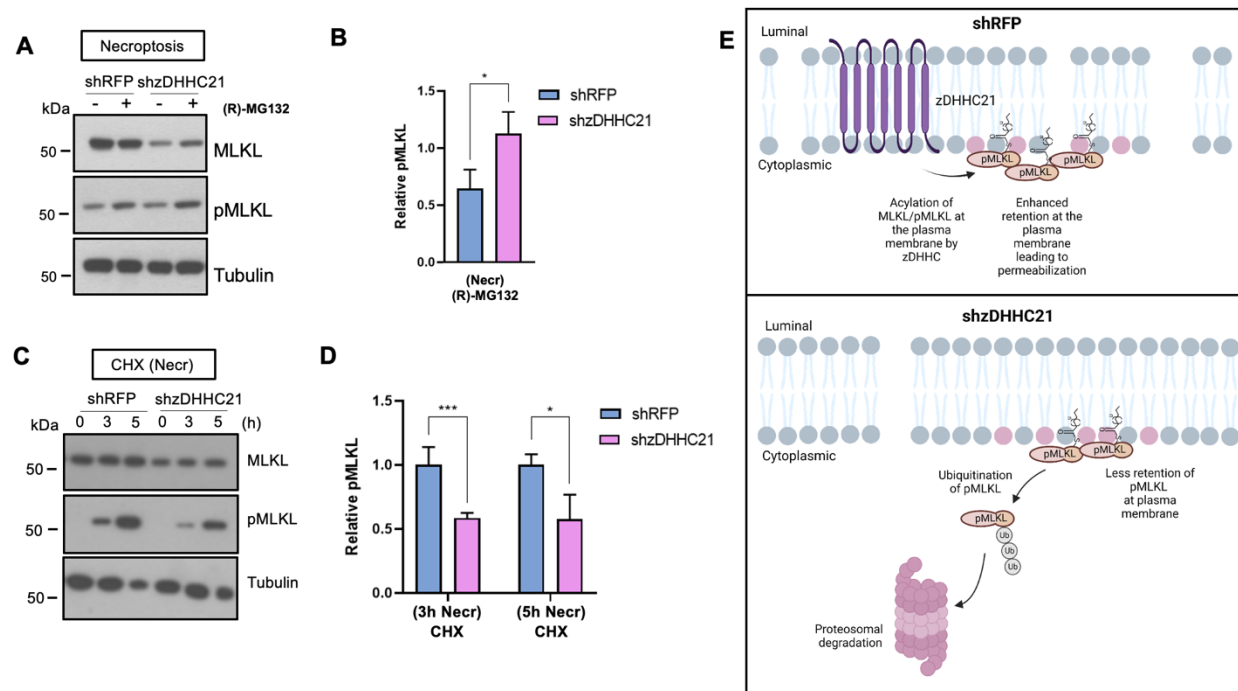 A
Necroptosis
shRFP shzDHHC21
kDa - + - + (R)-MG132
50 MLKL
50 pMLKL
50 Tubulin
B
Relative pMLKL
1.5
1.0
0.5
0.0
*
(Necr)
(R)-MG132
shRFP
shzDHHC21
C
CHX (Necr)
shRFP shzDHHC21
kDa 0 3 5 0 3 5 (h)
50 MLKL
50 pMLKL
50 Tubulin
D
Relative pMLKL
1.5
1.0
0.5
0.0
*** *
(3h Necr) (5h Necr)
CHX CHX
shRFP
shzDHHC21
E
shRFP
Luminal
zDHHC21
Cytoplasmic
pMLKL pMLKL pMLKL
Acylation of
MLKL/pMLKL at
the plasma
membrane by
zDHHC
Enhanced
retention at the
plasma
membrane
leading to
permeabilization
shzDHHC21
Luminal
Cytoplasmic
pMLKL pMLKL
Ubiquitination
of pMLKL
Less retention of
pMLKL
at plasma
membrane
pMLKL
Ub
Ub
Ub
Proteosomal
degradation